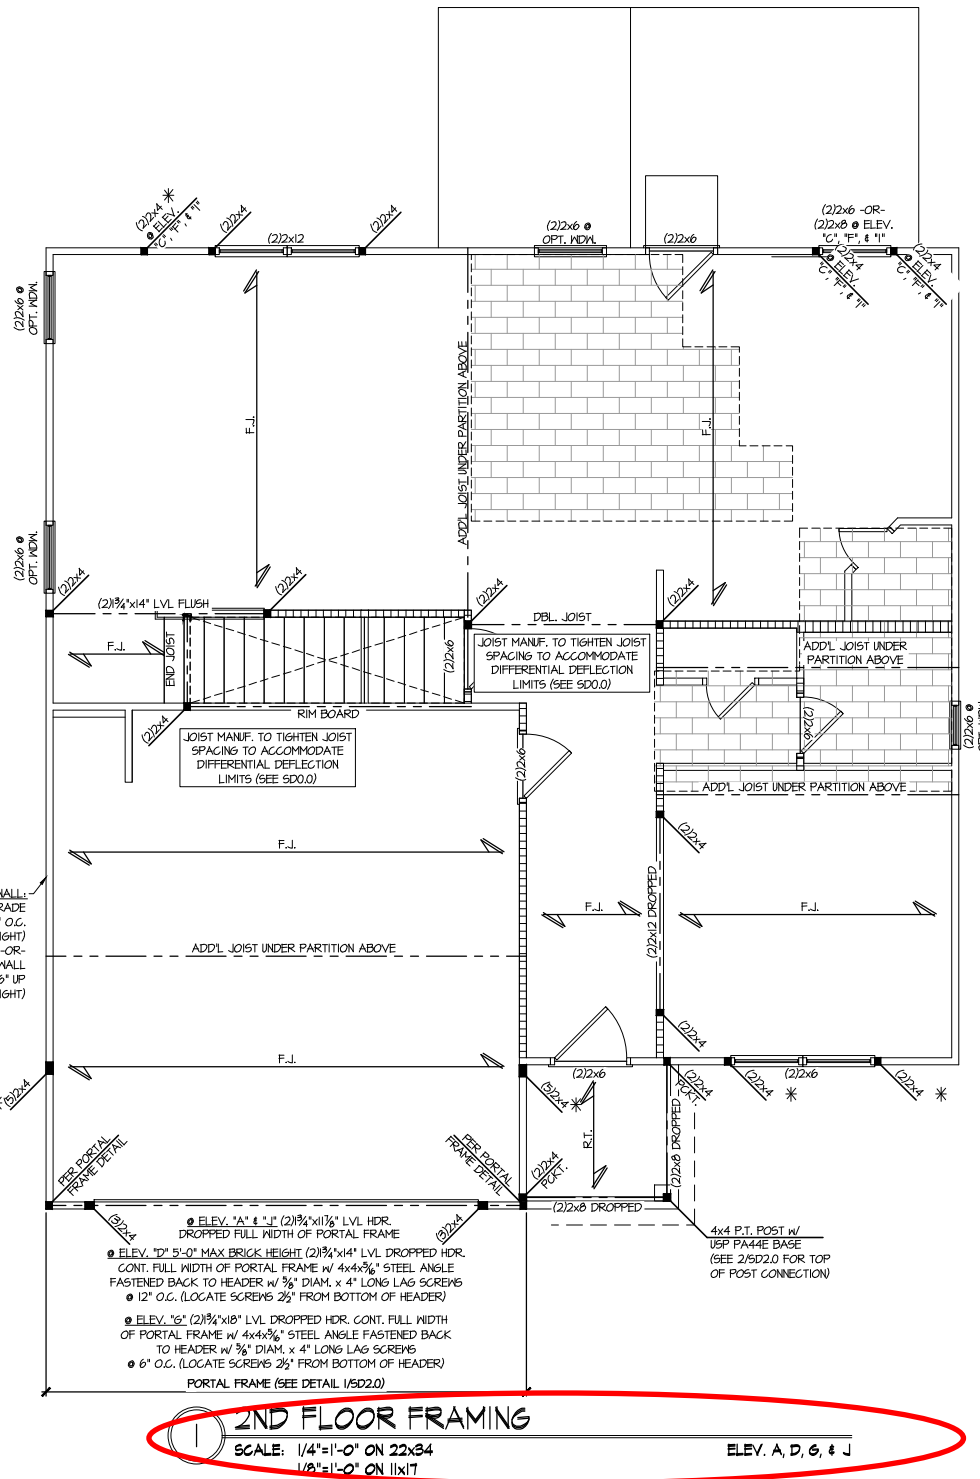 (2)2x4 *
@ ELEV.
"C", "F", & "I"
(2)2x4
(2)2x12
(2)2x4
(2)2x6 @
OPT. WDW.
(2)2x6
(2)2x6 -OR-
(2)2x8 @ ELEV.
"C", "F", & "I"
(2)2x4
@ ELEV.
"C", "F", & "I"
(2)2x4
@ ELEV.
"C", "F", & "I"
(2)2x6 @
OPT. WDW.
F.J.
ADD'L JOIST UNDER PARTITION ABOVE
F.J.
(2)2x6 @
OPT. WDW.
(2)2x4
(2)1¾"x14" LVL FLUSH
(2)2x4
(2)2x4
DBL. JOIST
(2)2x4
F.J.
END JOIST
(2)2x6
JOIST MANUF. TO TIGHTEN JOIST
SPACING TO ACCOMMODATE
DIFFERENTIAL DEFLECTION
LIMITS (SEE SD0.0)
ADD'L JOIST UNDER
PARTITION ABOVE
(2)2x4
RIM BOARD
(2)2x6
(2)2x6 @
JOIST MANUF. TO TIGHTEN JOIST
SPACING TO ACCOMMODATE
DIFFERENTIAL DEFLECTION
LIMITS (SEE SD0.0)
(2)2x6
ADD'L JOIST UNDER PARTITION ABOVE
F.J.
(2)2x4
WALL:
RADE
" O.C.
IGHT)
-OR-
WALL
6" UP
IGHT)
(2)2x12 DROPPED
F.J.
F.J.
ADD'L JOIST UNDER PARTITION ABOVE
(2)2x4
F.J.
(5)2x4
(2)2x6
(5)2x4
*
(2)2x4
PCKT.
(2)2x4
*
(2)2x6
(2)2x4
*
R.T.
(2)2x8 DROPPED
PER PORTAL
FRAME DETAIL
PER PORTAL
FRAME DETAIL
(2)2x4
PCKT.
(2)2x8 DROPPED
(3)2x4
(3)2x4
@ ELEV. "A" & "J" (2)1¾"x11⅞" LVL HDR.
DROPPED FULL WIDTH OF PORTAL FRAME
@ ELEV. "D" 5'-0" MAX BRICK HEIGHT (2)1¾"x14" LVL DROPPED HDR.
CONT. FULL WIDTH OF PORTAL FRAME w/ 4x4x5/16" STEEL ANGLE
FASTENED BACK TO HEADER w/ ⅝" DIAM. x 4" LONG LAG SCREWS
@ 12" O.C. (LOCATE SCREWS 2½" FROM BOTTOM OF HEADER)
@ ELEV. "G" (2)1¾"x18" LVL DROPPED HDR. CONT. FULL WIDTH
OF PORTAL FRAME w/ 4x4x5/16" STEEL ANGLE FASTENED BACK
TO HEADER w/ ⅝" DIAM. x 4" LONG LAG SCREWS
@ 6" O.C. (LOCATE SCREWS 2½" FROM BOTTOM OF HEADER)
4x4 P.T. POST w/
USP PA44E BASE
(SEE 2/SD2.0 FOR TOP
OF POST CONNECTION)
PORTAL FRAME (SEE DETAIL 1/SD2.0)
1
2ND FLOOR FRAMING
SCALE: 1/4"=1'-0" ON 22x34
ELEV. A, D, G, & J
1/8"=1'-0" ON 11x17